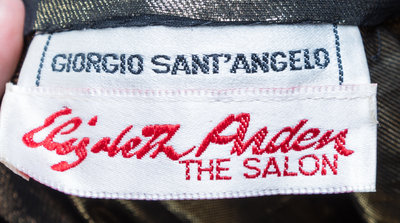 GIORGIO SANT'ANGELO
Elizabeth Arden
THE SALON